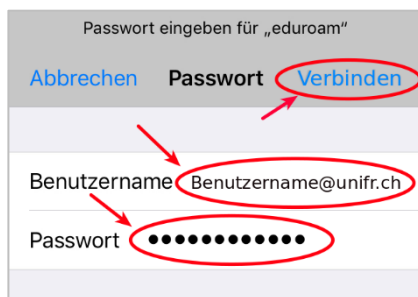 Passwort eingeben für „eduroam“
Abbrechen Passwort Verbinden
Benutzername Benutzername@unifr.ch
Passwort ●●●●●●●●●●●●